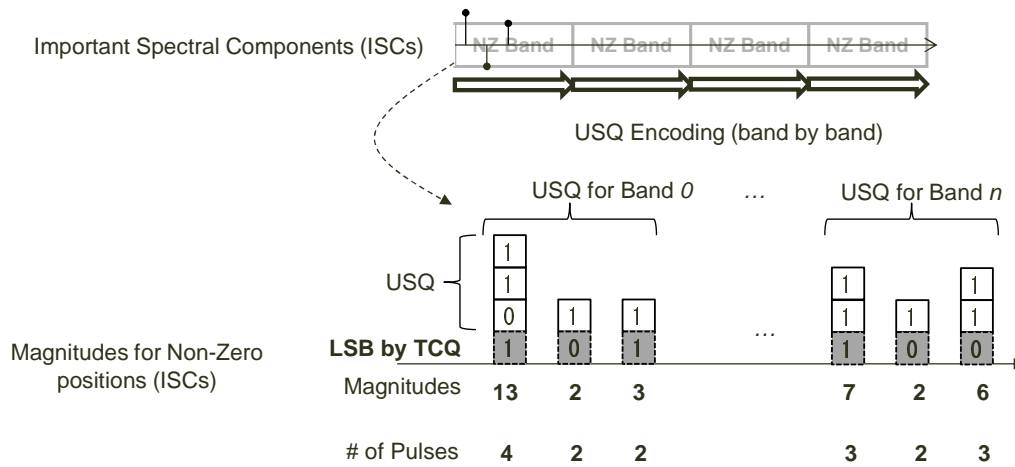 Important Spectral Components (ISCs)
NZ Band NZ Band NZ Band NZ Band
USQ Encoding (band by band)
USQ for Band 0 ... USQ for Band n
1
1 1 1
USQ 0 1 1 1 1 1
LSB by TCQ 1 0 1 ... 1 0 0
Magnitudes for Non-Zero
positions (ISCs)
Magnitudes 13 2 3 7 2 6
# of Pulses 4 2 2 3 2 3